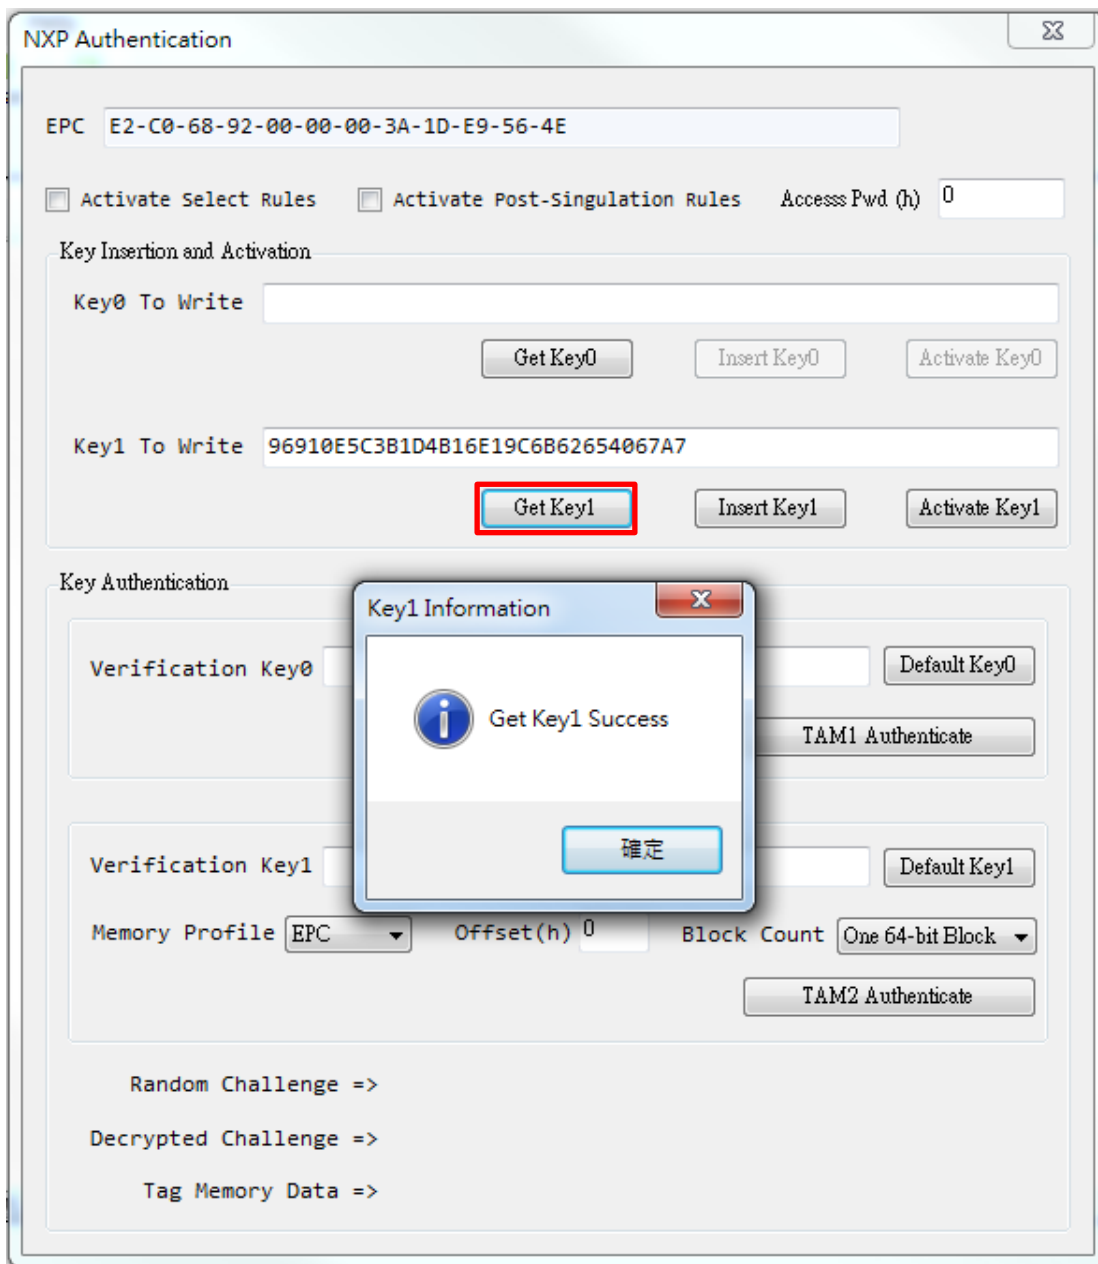 NXP Authentication
EPC E2-C0-68-92-00-00-00-3A-1D-E9-56-4E
Activate Select Rules Activate Post-Singulation Rules Accesss Pwd (h) 0
Key Insertion and Activation
Key0 To Write
Get Key0 Insert Key0 Activate Key0
Key1 To Write 96910E5C3B1D4B16E19C6B62654067A7
Get Key1 Insert Key1 Activate Key1
Key Authentication
Key1 Information
Verification Key0 Default Key0
Get Key1 Success
TAM1 Authenticate
確定
Verification Key1 Default Key1
Memory Profile EPC Offset(h) 0 Block Count One 64-bit Block
TAM2 Authenticate
Random Challenge =>
Decrypted Challenge =>
Tag Memory Data =>